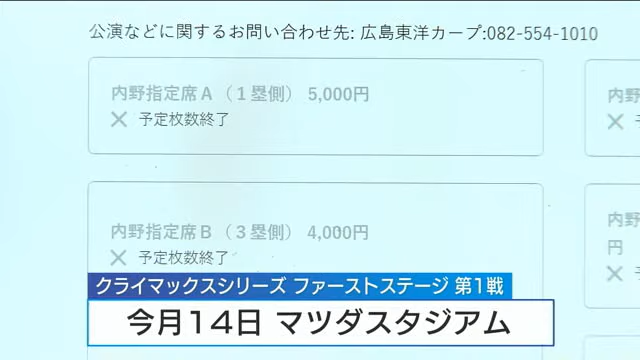 公演などに関するお問い合わせ先: 広島東洋カープ:082-554-1010
内野指定席A（1塁側） 5,000円
× 予定枚数終了
内野
×
内野指定席B（3塁側） 4,000円
× 予定枚数終了
内野
円
×
クライマックスシリーズ ファーストステージ 第1戦
今月14日 マツダスタジアム